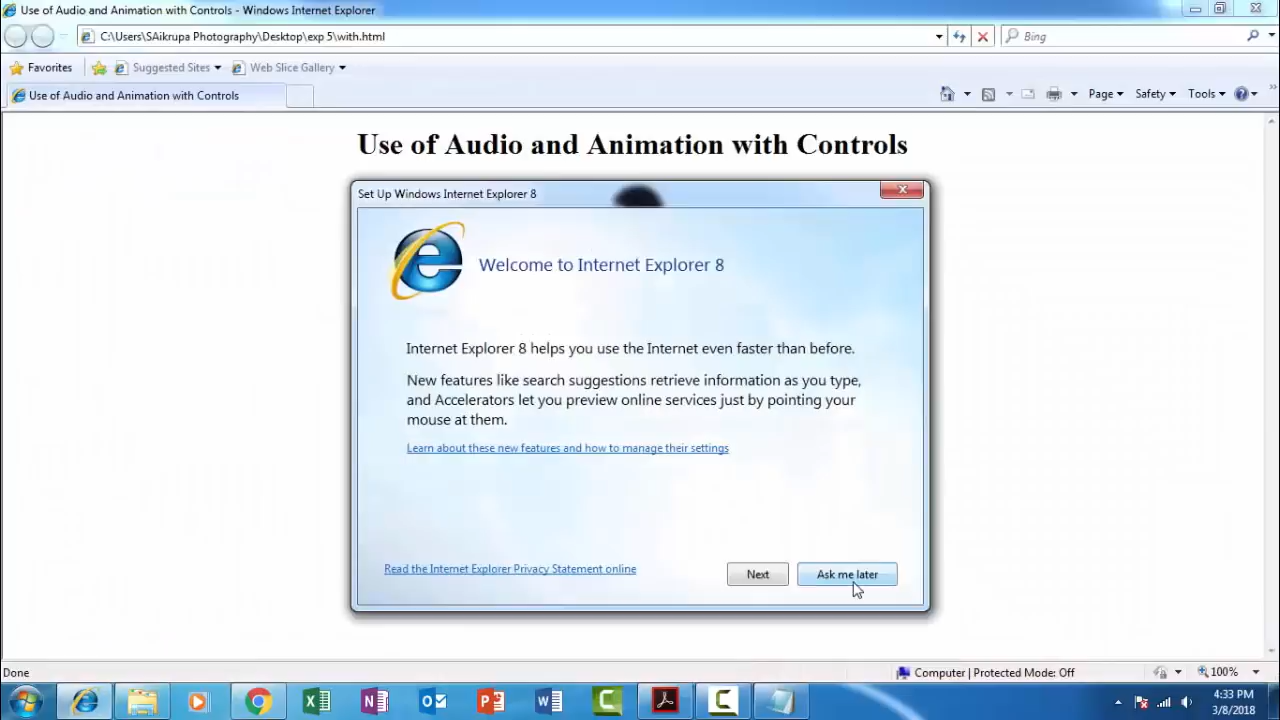 Use of Audio and Animation with Controls - Windows Internet Explorer
C:\Users\SAikrupa Photography\Desktop\exp 5\with.html
Bing
Favorites
Suggested Sites
Web Slice Gallery
Use of Audio and Animation with Controls
Page
Safety
Tools
Use of Audio and Animation with Controls
Set Up Windows Internet Explorer 8
Welcome to Internet Explorer 8
Internet Explorer 8 helps you use the Internet even faster than before.
New features like search suggestions retrieve information as you type,
and Accelerators let you preview online services just by pointing your
mouse at them.
Learn about these new features and how to manage their settings
Read the Internet Explorer Privacy Statement online
Next
Ask me later
Done
Computer | Protected Mode: Off
100%
4:33 PM
3/8/2018